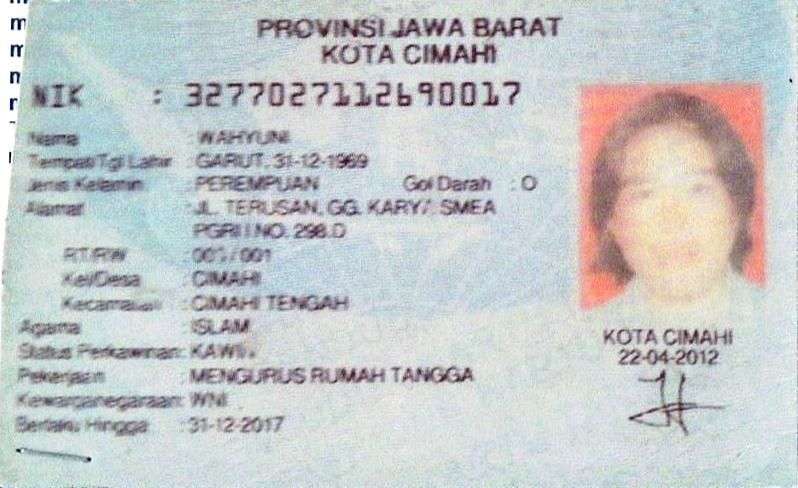 PROVINSI JAWA BARAT
KOTA CIMAHI
NIK : 3277027112690017
Nama : WAHYUNI
Tempat/Tgl Lahir : GARUT, 31-12-1969
Jenis Kelamin : PEREMPUAN Gol Darah : O
Alamat : JL. TERUSAN. GG. SMEA
PGRI I NO. 298.D
RT/RW : 001
Kel/Desa : CIMAHI
Kecamatan : CIMAHI TENGAH
Agama : ISLAM
Status Perkawinan:
Pekerjaan : MENGURUS RUMAH TANGGA
Kewarganegaraan: WNI
Berlaku Hingga : 31-12-2017
KOTA CIMAHI
22-04-2012